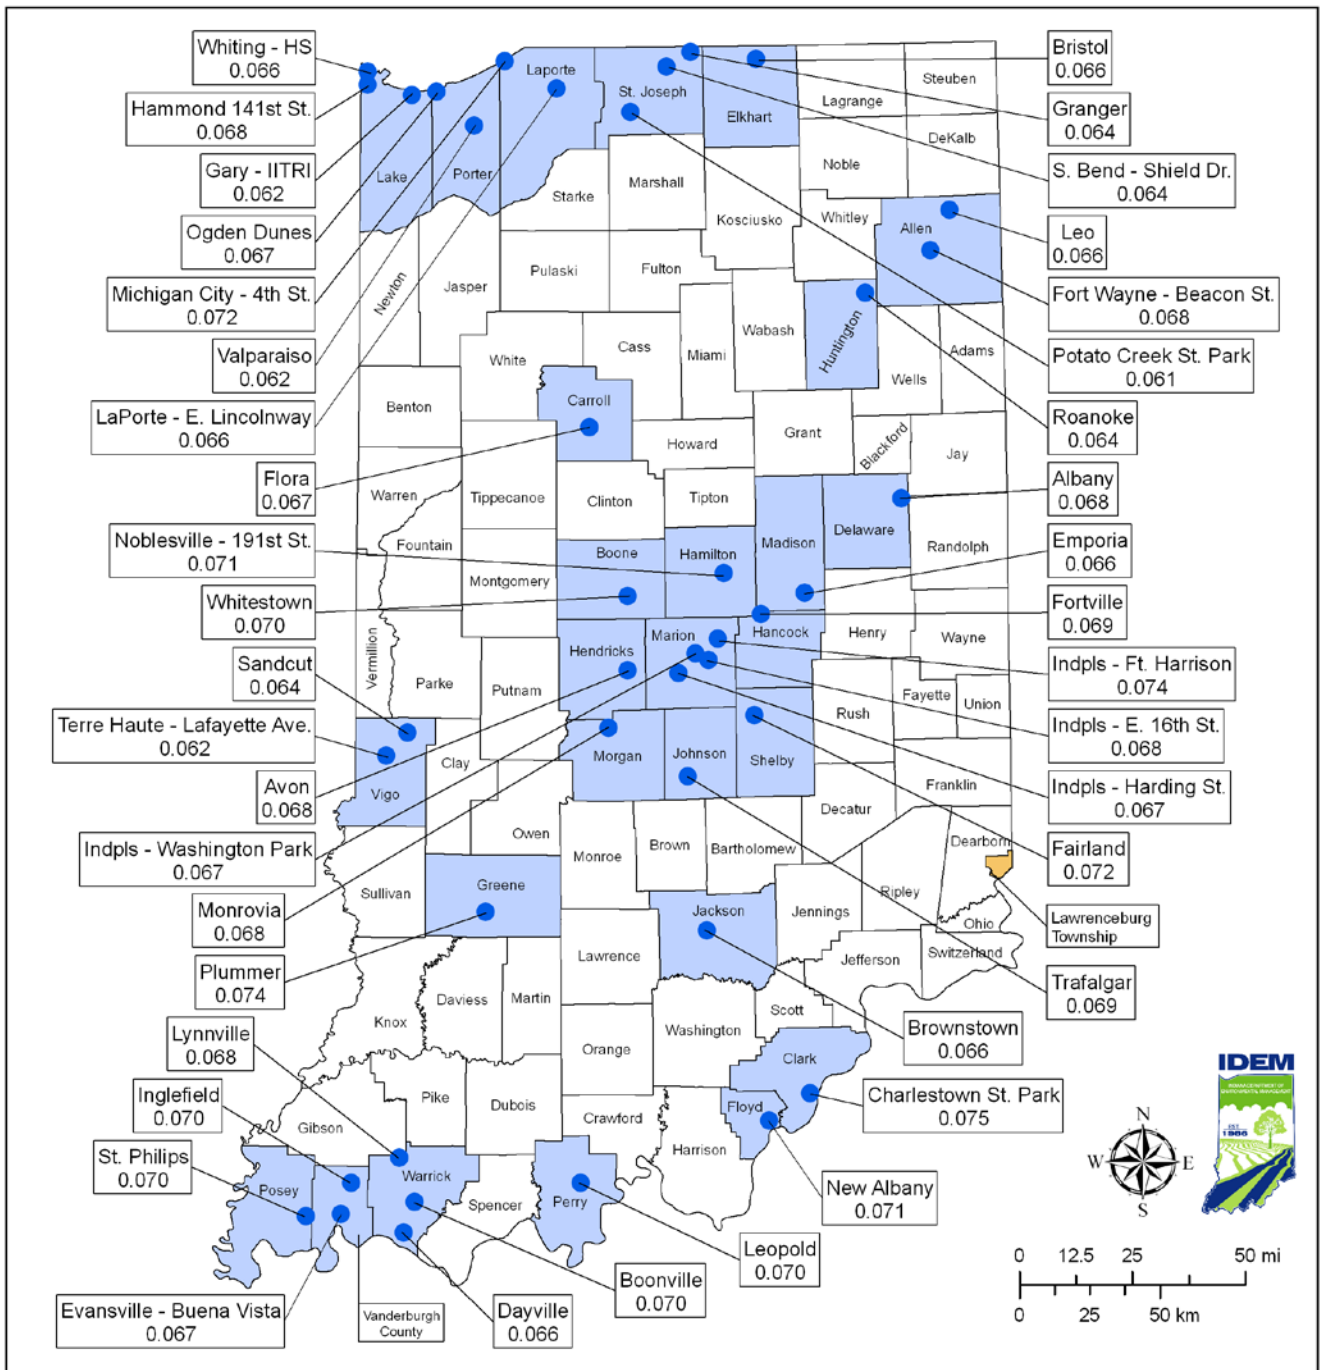 Whiting - HS
0.066
Hammond 141st St.
0.068
Gary - IITRI
0.062
Ogden Dunes
0.067
Michigan City - 4th St.
0.072
Valparaiso
0.062
LaPorte - E. Lincolnway
0.066
Flora
0.067
Noblesville - 191st St.
0.071
Whitestown
0.070
Sandcut
0.064
Terre Haute - Lafayette Ave.
0.062
Avon
0.068
Indpls - Washington Park
0.067
Monrovia
0.068
Plummer
0.074
Lynnville
0.068
Inglefield
0.070
St. Philips
0.070
Evansville - Buena Vista
0.067
Vanderburgh
County
Dayville
0.066
Boonville
0.070
Leopold
0.070
New Albany
0.071
Charlestown St. Park
0.075
Brownstown
0.066
Bristol
0.066
Granger
0.064
S. Bend - Shield Dr.
0.064
Leo
0.066
Fort Wayne - Beacon St.
0.068
Potato Creek St. Park
0.061
Roanoke
0.064
Albany
0.068
Emporia
0.066
Fortville
0.069
Indpls - Ft. Harrison
0.074
Indpls - E. 16th St.
0.068
Indpls - Harding St.
0.067
Fairland
0.072
Lawrenceburg
Township
Trafalgar
0.069
Laporte
St. Joseph
Elkhart
Lagrange
Steuben
Lake
Porter
Starke
Marshall
Kosciusko
Noble
DeKalb
Whitley
Allen
Newton
Jasper
Pulaski
Fulton
Wabash
Huntington
White
Cass
Miami
Wells
Adams
Benton
Carroll
Howard
Grant
Blackford
Jay
Warren
Tippecanoe
Clinton
Tipton
Madison
Delaware
Randolph
Fountain
Montgomery
Boone
Hamilton
Vermillion
Parke
Putnam
Hendricks
Marion
Hancock
Henry
Wayne
Rush
Fayette
Union
Vigo
Clay
Morgan
Johnson
Shelby
Decatur
Franklin
Owen
Monroe
Brown
Bartholomew
Dearborn
Sullivan
Greene
Jackson
Jennings
Ripley
Ohio
Switzerland
Jefferson
Lawrence
Knox
Daviess
Martin
Orange
Washington
Scott
Clark
Floyd
Harrison
Crawford
Gibson
Pike
Dubois
Posey
Warrick
Spencer
Perry
IDEM
INDIANA DEPARTMENT OF
ENVIRONMENTAL MANAGEMENT
EST.
1986
N
W
E
S
0 12.5 25 50 mi
0 25 50 km